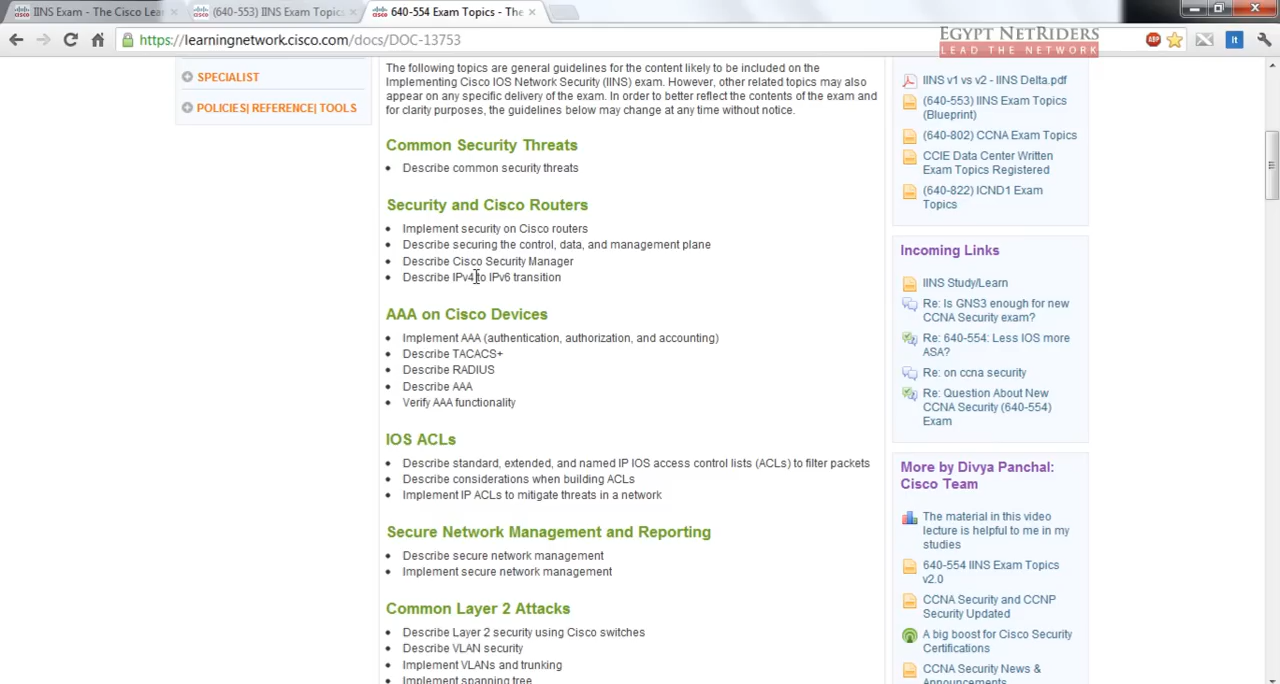 IINS Exam - The Cisco Lear
(640-553) IINS Exam Topic
640-554 Exam Topics - The
https://learningnetwork.cisco.com/docs/DOC-13753
EGYPT NETRIDERS
LEAD THE NETWORK
SPECIALIST
POLICIES| REFERENCE| TOOLS
The following topics are general guidelines for the content likely to be included on the
Implementing Cisco IOS Network Security (IINS) exam. However, other related topics may also
appear on any specific delivery of the exam. In order to better reflect the contents of the exam and
for clarity purposes, the guidelines below may change at any time without notice.
Common Security Threats
• Describe common security threats
Security and Cisco Routers
• Implement security on Cisco routers
• Describe securing the control, data, and management plane
• Describe Cisco Security Manager
• Describe IPv4 to IPv6 transition
AAA on Cisco Devices
• Implement AAA (authentication, authorization, and accounting)
• Describe TACACS+
• Describe RADIUS
• Describe AAA
• Verify AAA functionality
IOS ACLs
• Describe standard, extended, and named IP IOS access control lists (ACLs) to filter packets
• Describe considerations when building ACLs
• Implement IP ACLs to mitigate threats in a network
Secure Network Management and Reporting
• Describe secure network management
• Implement secure network management
Common Layer 2 Attacks
• Describe Layer 2 security using Cisco switches
• Describe VLAN security
• Implement VLANs and trunking
• Implement spanning tree
IINS v1 vs v2 - IINS Delta.pdf
(640-553) IINS Exam Topics
(Blueprint)
(640-802) CCNA Exam Topics
CCIE Data Center Written
Exam Topics Registered
(640-822) ICND1 Exam
Topics
Incoming Links
IINS Study/Learn
Re: Is GNS3 enough for new
CCNA Security exam?
Re: 640-554: Less IOS more
ASA?
Re: on ccna security
Re: Question About New
CCNA Security (640-554)
Exam
More by Divya Panchal:
Cisco Team
The material in this video
lecture is helpful to me in my
studies
640-554 IINS Exam Topics
v2.0
CCNA Security and CCNP
Security Updated
A big boost for Cisco Security
Certifications
CCNA Security News &
Announcements